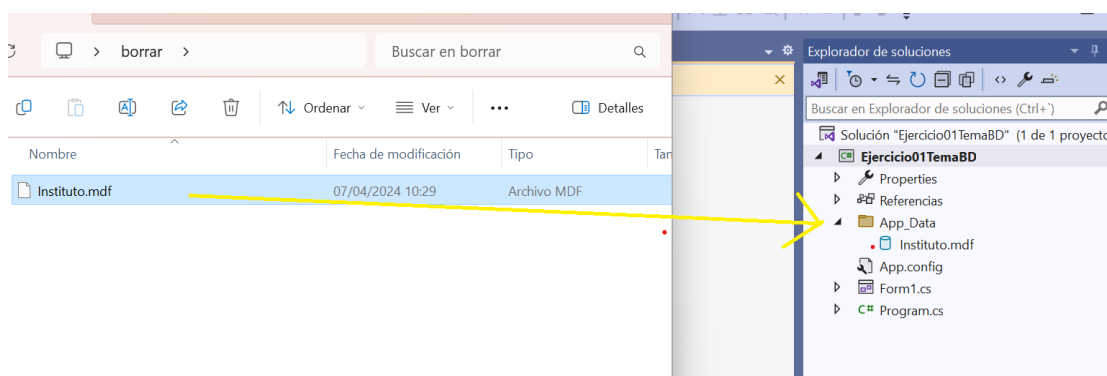 borrar
Buscar en borrar
Ordenar
Ver
Detalles
Nombre
Fecha de modificación
Tipo
Tan
Instituto.mdf
07/04/2024 10:29
Archivo MDF
Explorador de soluciones
Buscar en Explorador de soluciones (Ctrl+`)
Solución "Ejercicio01TemaBD" (1 de 1 proyecto
C# Ejercicio01TemaBD
Properties
Referencias
App_Data
Instituto.mdf
App.config
Form1.cs
C# Program.cs